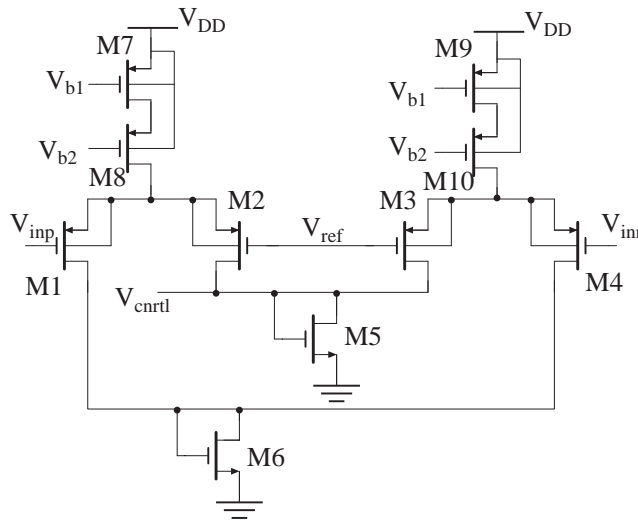 V_DD
V_DD
M7
M9
V_b1
V_b1
V_b2
V_b2
M8
M10
M2
M3
V_inp
V_ref
V_inn
M1
V_cnrtl
M4
M5
M6